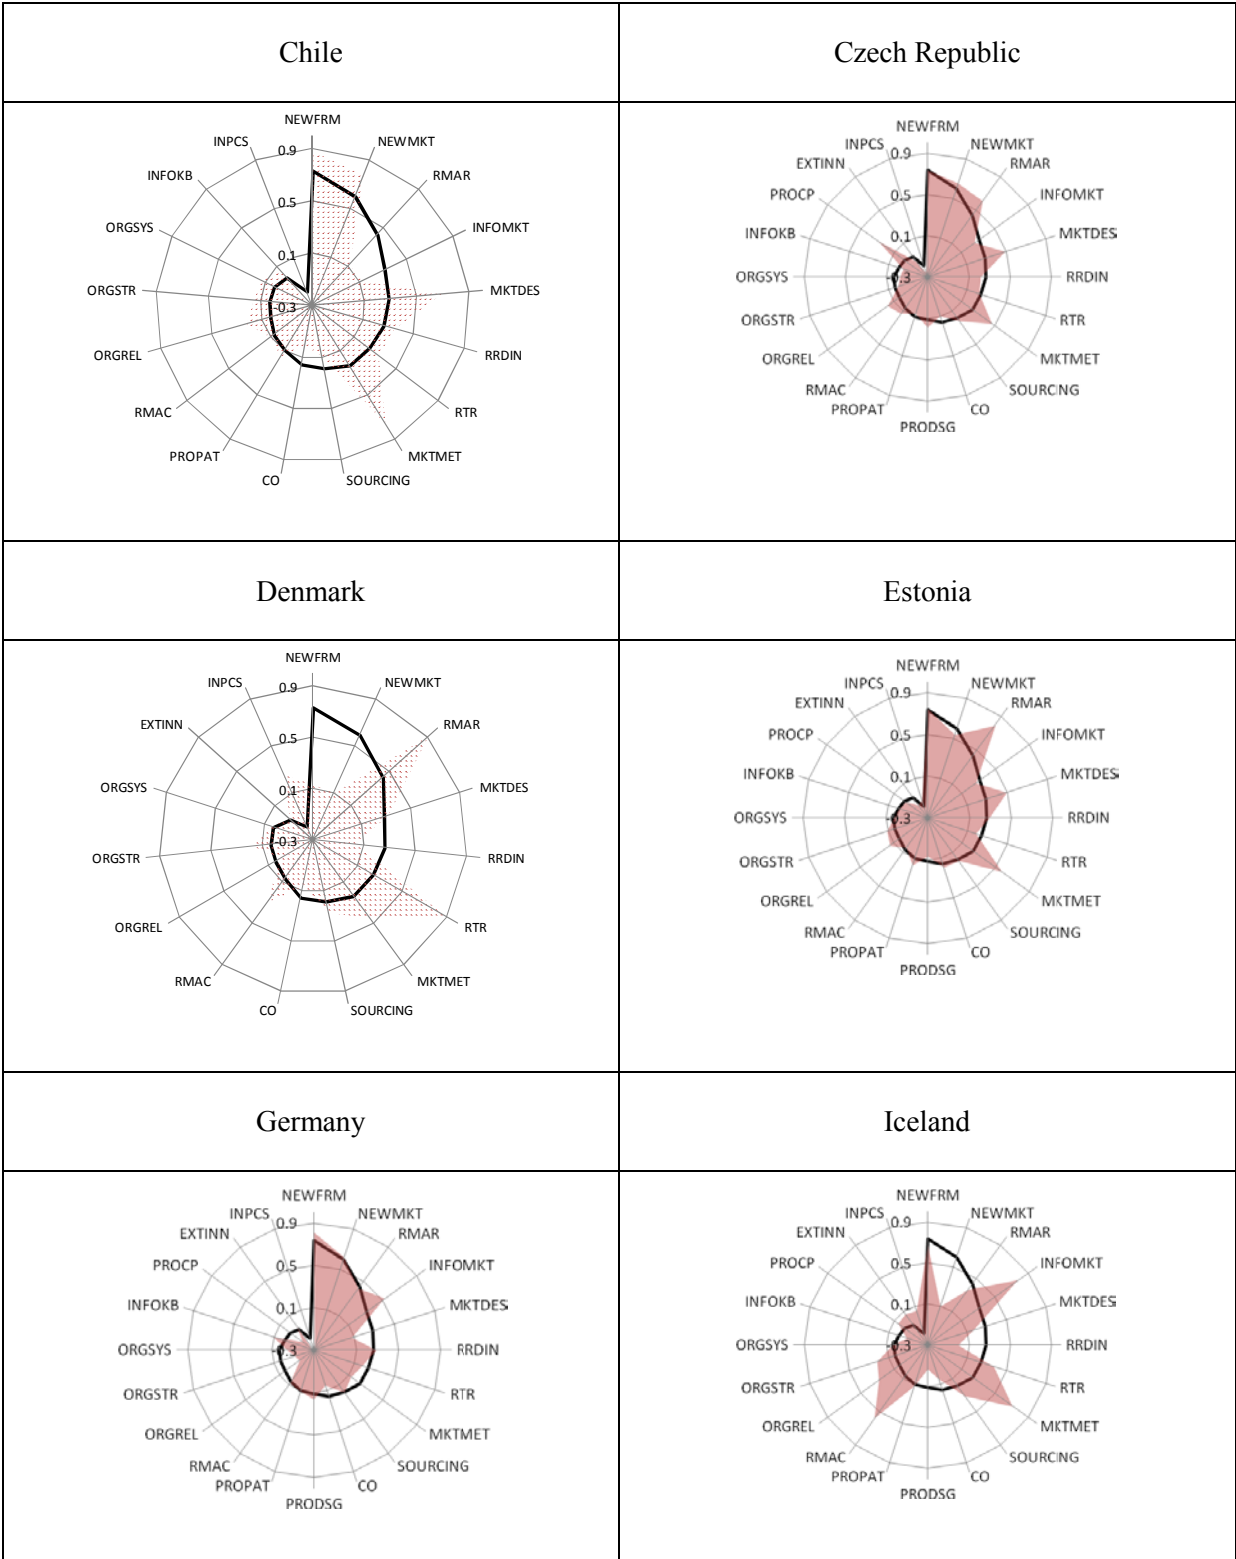 Chile
Czech Republic
NEWFRM
NEWMKT
RMAR
INFOMKT
MKTDES
RRDIN
RTR
MKTMET
SOURCING
CO
PROPAT
RMAC
ORGREL
ORGSTR
ORGSYS
INFOKB
INPCS
0.9
0.5
0.1
-0.3
NEWFRM
NEWMKT
RMAR
INFOMKT
MKTDES
RRDIN
RTR
MKTMET
SOURCING
CO
PRODSG
PROPAT
RMAC
ORGREL
ORGSTR
ORGSYS
INFOKB
PROCP
EXTINN
INPCS
0.9
0.5
0.1
-0.3
Denmark
Estonia
NEWFRM
NEWMKT
RMAR
MKTDES
RRDIN
RTR
MKTMET
SOURCING
CO
RMAC
ORGREL
ORGSTR
ORGSYS
EXTINN
INPCS
0.9
0.5
0.1
-0.3
NEWFRM
NEWMKT
RMAR
INFOMKT
MKTDES
RRDIN
RTR
MKTMET
SOURCING
CO
PRODSG
PROPAT
RMAC
ORGREL
ORGSTR
ORGSYS
INFOKB
PROCP
EXTINN
INPCS
0.9
0.5
0.1
-0.3
Germany
Iceland
NEWFRM
NEWMKT
RMAR
INFOMKT
MKTDES
RRDIN
RTR
MKTMET
SOURCING
CO
PRODSG
PROPAT
RMAC
ORGREL
ORGSTR
ORGSYS
INFOKB
PROCP
EXTINN
INPCS
0.9
0.5
0.1
-0.3
NEWFRM
NEWMKT
RMAR
INFOMKT
MKTDES
RRDIN
RTR
MKTMET
SOURCING
CO
PRODSG
PROPAT
RMAC
ORGREL
ORGSTR
ORGSYS
INFOKB
PROCP
EXTINN
INPCS
0.9
0.5
0.1
-0.3